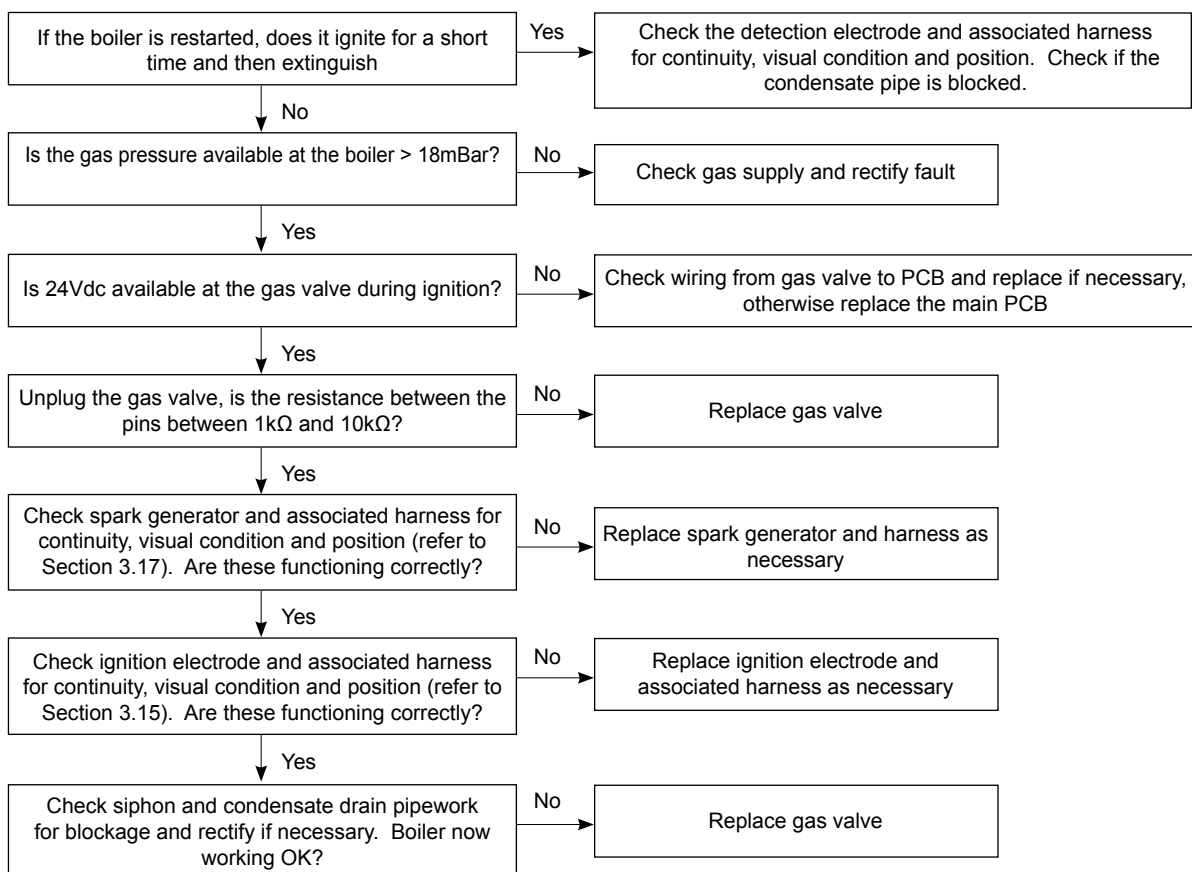 If the boiler is restarted, does it ignite for a short
time and then extinguish
Yes
Check the detection electrode and associated harness
for continuity, visual condition and position.  Check if the
condensate pipe is blocked.
No
Is the gas pressure available at the boiler > 18mBar?
No
Check gas supply and rectify fault
Yes
Is 24Vdc available at the gas valve during ignition?
No
Check wiring from gas valve to PCB and replace if necessary,
otherwise replace the main PCB
Yes
Unplug the gas valve, is the resistance between the
pins between 1kΩ and 10kΩ?
No
Replace gas valve
Yes
Check spark generator and associated harness for
continuity, visual condition and position (refer to
Section 3.17).  Are these functioning correctly?
No
Replace spark generator and harness as
necessary
Yes
Check ignition electrode and associated harness
for continuity, visual condition and position (refer to
Section 3.15).  Are these functioning correctly?
No
Replace ignition electrode and
associated harness as necessary
Yes
Check siphon and condensate drain pipework
for blockage and rectify if necessary.  Boiler now
working OK?
No
Replace gas valve